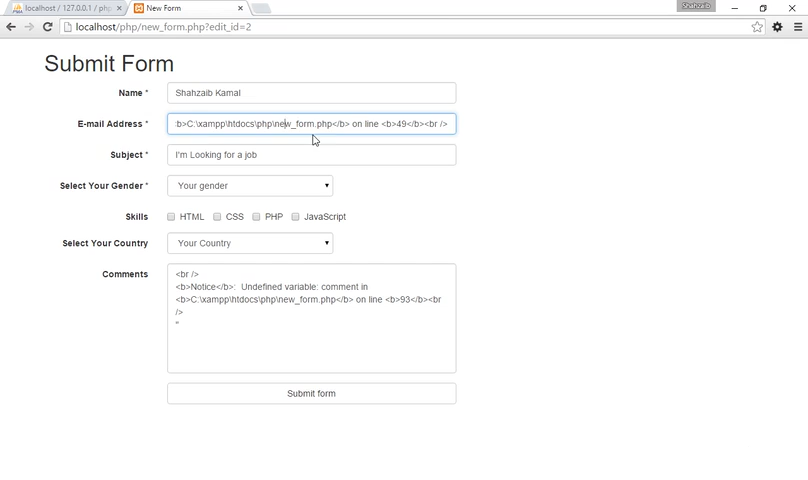 localhost / 127.0.0.1 / php
New Form
Shahzaib
localhost/php/new_form.php?edit_id=2
Submit Form
Name *
Shahzaib Kamal
E-mail Address *
b>C:\xampp\htdocs\php\new_form.php</b> on line <b>49</b><br />
Subject *
I'm Looking for a job
Select Your Gender *
Your gender
Skills
HTML
CSS
PHP
JavaScript
Select Your Country
Your Country
Comments
<br />
<b>Notice</b>:  Undefined variable: comment in
<b>C:\xampp\htdocs\php\new_form.php</b> on line <b>93</b><br
/>
"
Submit form